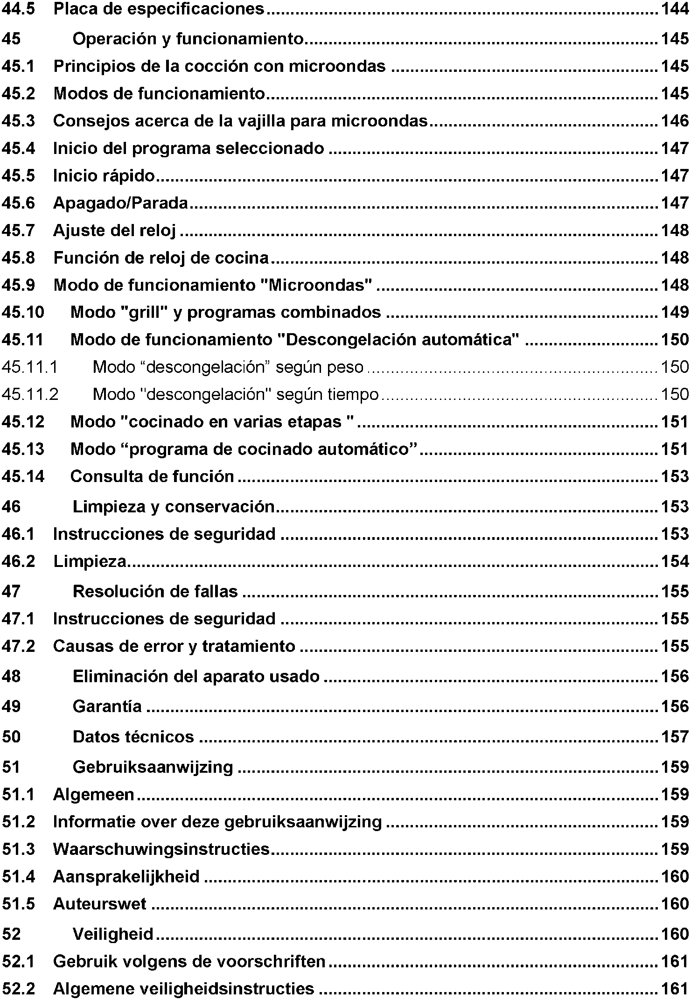 44.5 Placa de especificaciones 144
45 Operación y funcionamiento 145
45.1 Principios de la cocción con microondas 145
45.2 Modos de funcionamiento 145
45.3 Consejos acerca de la vajilla para microondas 146
45.4 Inicio del programa seleccionado 147
45.5 Inicio rápido 147
45.6 Apagado/Parada 147
45.7 Ajuste del reloj 148
45.8 Función de reloj de cocina 148
45.9 Modo de funcionamiento "Microondas" 148
45.10 Modo "grill" y programas combinados 149
45.11 Modo de funcionamiento "Descongelación automática" 150
45.11.1 Modo “descongelación” según peso 150
45.11.2 Modo "descongelación" según tiempo 150
45.12 Modo "cocinado en varias etapas " 151
45.13 Modo “programa de cocinado automático” 151
45.14 Consulta de función 153
46 Limpieza y conservación 153
46.1 Instrucciones de seguridad 153
46.2 Limpieza 154
47 Resolución de fallas 155
47.1 Instrucciones de seguridad 155
47.2 Causas de error y tratamiento 155
48 Eliminación del aparato usado 156
49 Garantía 156
50 Datos técnicos 157
51 Gebruiksaanwijzing 159
51.1 Algemeen 159
51.2 Informatie over deze gebruiksaanwijzing 159
51.3 Waarschuwingsinstructies 159
51.4 Aansprakelijkheid 160
51.5 Auteurswet 160
52 Veiligheid 160
52.1 Gebruik volgens de voorschriften 161
52.2 Algemene veiligheidsinstructies 161